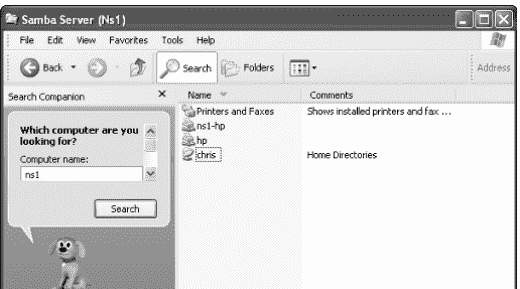 Samba Server (Ns1)
File Edit View Favorites Tools Help
Back Search Folders Address
Search Companion
Name Comments
Which computer are you
looking for?
Computer name:
ns1
Search
Printers and Faxes Shows installed printers and fax ...
ns1-hp
hp
chris Home Directories